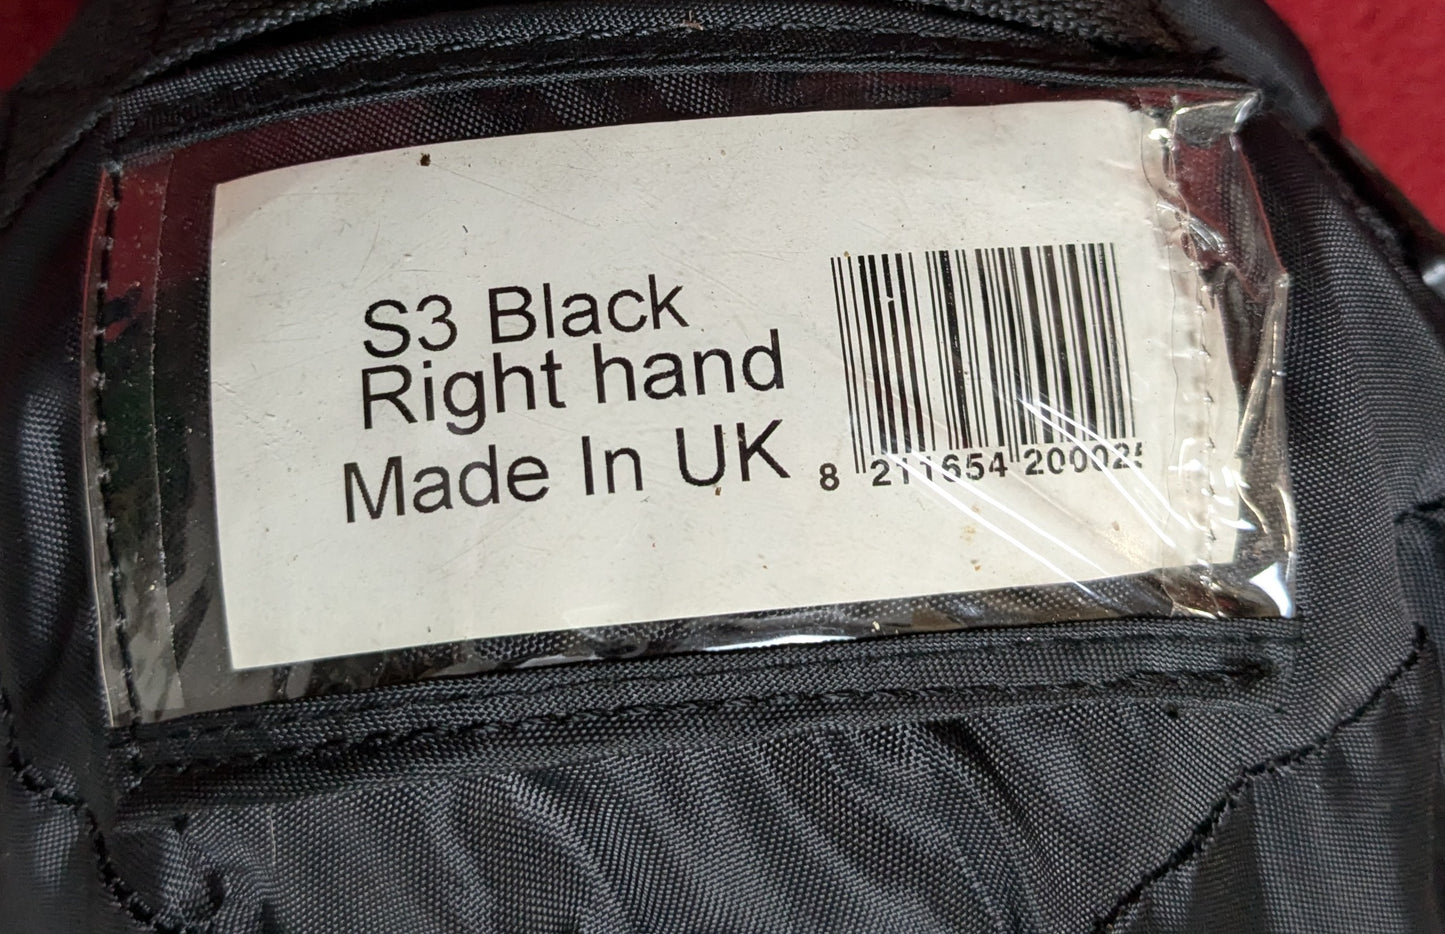 S3 Black
Right hand
Made In UK
8 211654 20002